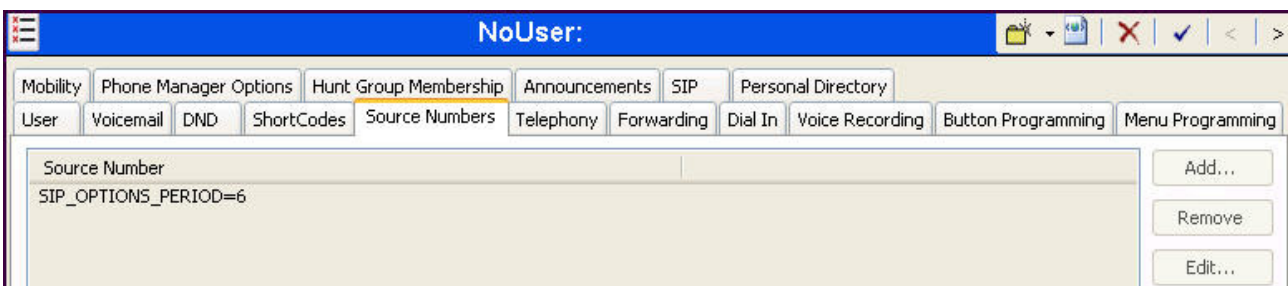 NoUser:
Mobility Phone Manager Options Hunt Group Membership Announcements SIP Personal Directory
User Voicemail DND ShortCodes Source Numbers Telephony Forwarding Dial In Voice Recording Button Programming Menu Programming
Source Number
Add...
SIP_OPTIONS_PERIOD=6
Remove
Edit...